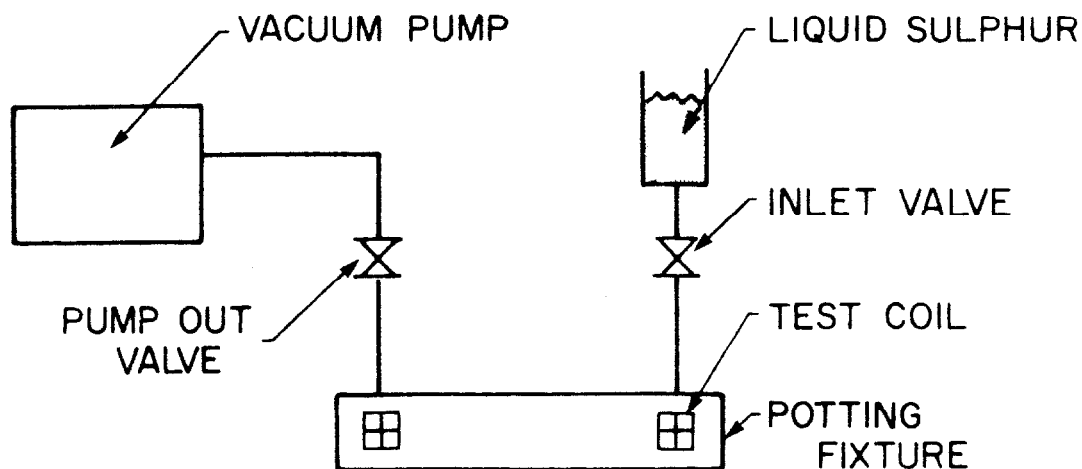 VACUUM PUMP
LIQUID SULPHUR
INLET VALVE
PUMP OUT
VALVE
TEST COIL
POTTING
FIXTURE